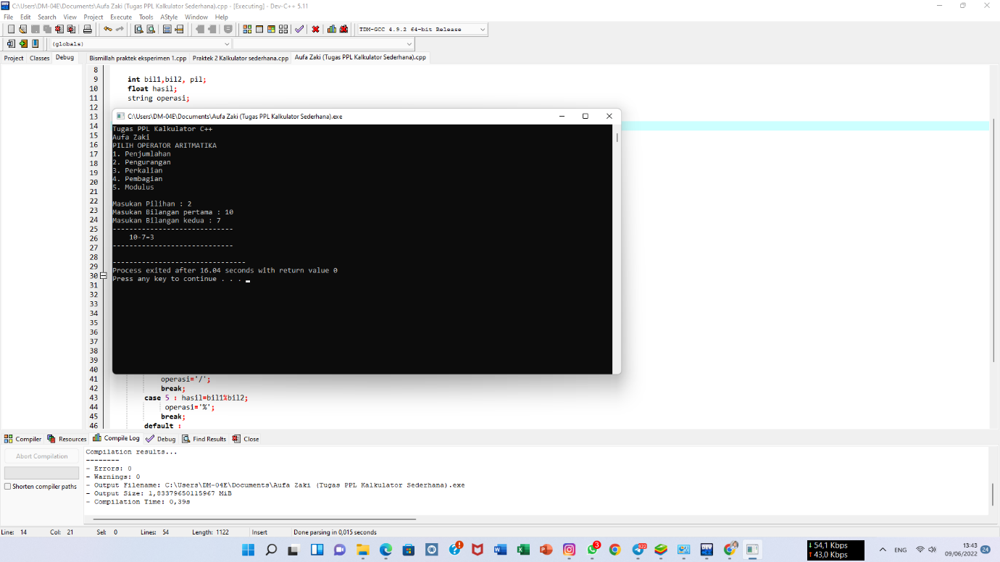 C:\Users\DM-04E\Documents\Aufa Zaki (Tugas PPL Kalkulator Sederhana).cpp - [Executing] - Dev-C++ 5.11
File Edit Search View Project Execute Tools AStyle Window Help
TDM-GCC 4.9.2 64-bit Release
(globals)
Project Classes Debug Bismillah praktek eksperimen 1.cpp Praktek 2 Kalkulator sederhana.cpp Aufa Zaki (Tugas PPL Kalkulator Sederhana).cpp
8
9 int bil1,bil2, pil;
10 float hasil;
11 string operasi;
12
13
14
15
16
17
18
19
20
21
22
23
24
25
26
27
28
29
30
31
32
33
34
35
36
37
38
39
40
C:\Users\DM-04E\Documents\Aufa Zaki (Tugas PPL Kalkulator Sederhana).exe
Tugas PPL Kalkulator C++
Aufa Zaki
PILIH OPERATOR ARITMATIKA
1. Penjumlahan
2. Pengurangan
3. Perkalian
4. Pembagian
5. Modulus
Masukan Pilihan : 2
Masukan Bilangan pertama : 10
Masukan Bilangan kedua : 7
-----------------------------
10-7=3
-----------------------------
--------------------------------
Process exited after 16.04 seconds with return value 0
Press any key to continue . . .
41 operasi='/';
42 break;
43 case 5 : hasil=bil1%bil2;
44 operasi='%';
45 break;
46 default :
Compiler Resources Compile Log Debug Find Results Close
Abort Compilation
Shorten compiler paths
Compilation results...
--------
- Errors: 0
- Warnings: 0
- Output Filename: C:\Users\DM-04E\Documents\Aufa Zaki (Tugas PPL Kalkulator Sederhana).exe
- Output Size: 1,83379650115967 MiB
- Compilation Time: 0,39s
Line: 14 Col: 21 Sel: 0 Lines: 54 Length: 1122 Insert Done parsing in 0,015 seconds
↓ 54,1 Kbps
↑ 43,0 Kbps
ENG
13:43
09/06/2022
24